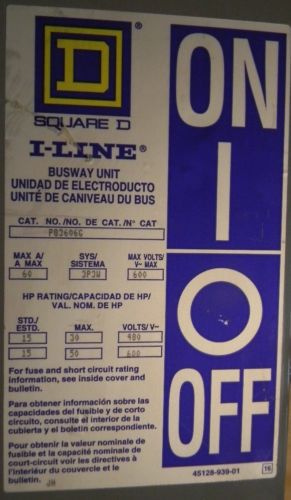 SQUARE D
I-LINE®
BUSWAY UNIT
UNIDAD DE ELECTRODUCTO
UNITÉ DE CANIVEAU DU BUS
CAT. NO./NO. DE CAT./N° CAT
PQ3606G
MAX A/ A MAX
60
SYS/ SISTEMA
3P3W
MAX VOLTS/ V~ MAX
600
HP RATING/CAPACIDAD DE HP/
VAL. NOM. DE HP
STD./ ESTD. MAX. VOLTS/V~
15 30 480
15 50 600
For fuse and short circuit rating
information, see inside cover and
bulletin.
Para obtener información sobre las
capacidades del fusible y de corto
circuito, consulte el interior de la
cubierta y el boletin correspondiente.
Pour obtenir la valeur nominale de
fusible et la capacité nominale de
court-circuit voir les directives à
l'intérieur du couvercle et le
bulletin.
JH
ON
I
O
OFF
45128-939-01
16